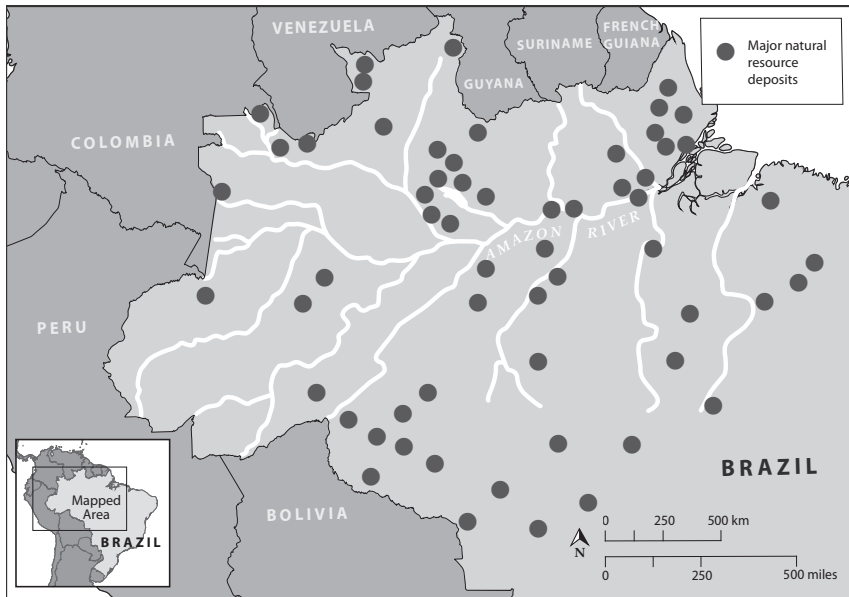 VENEZUELA
FRENCH
GUIANA
SURINAME
GUYANA
Major natural
resource
deposits
COLOMBIA
AMAZON RIVER
PERU
BRAZIL
BOLIVIA
Mapped
Area
BRAZIL
N
0 250 500 km
0 250 500 miles